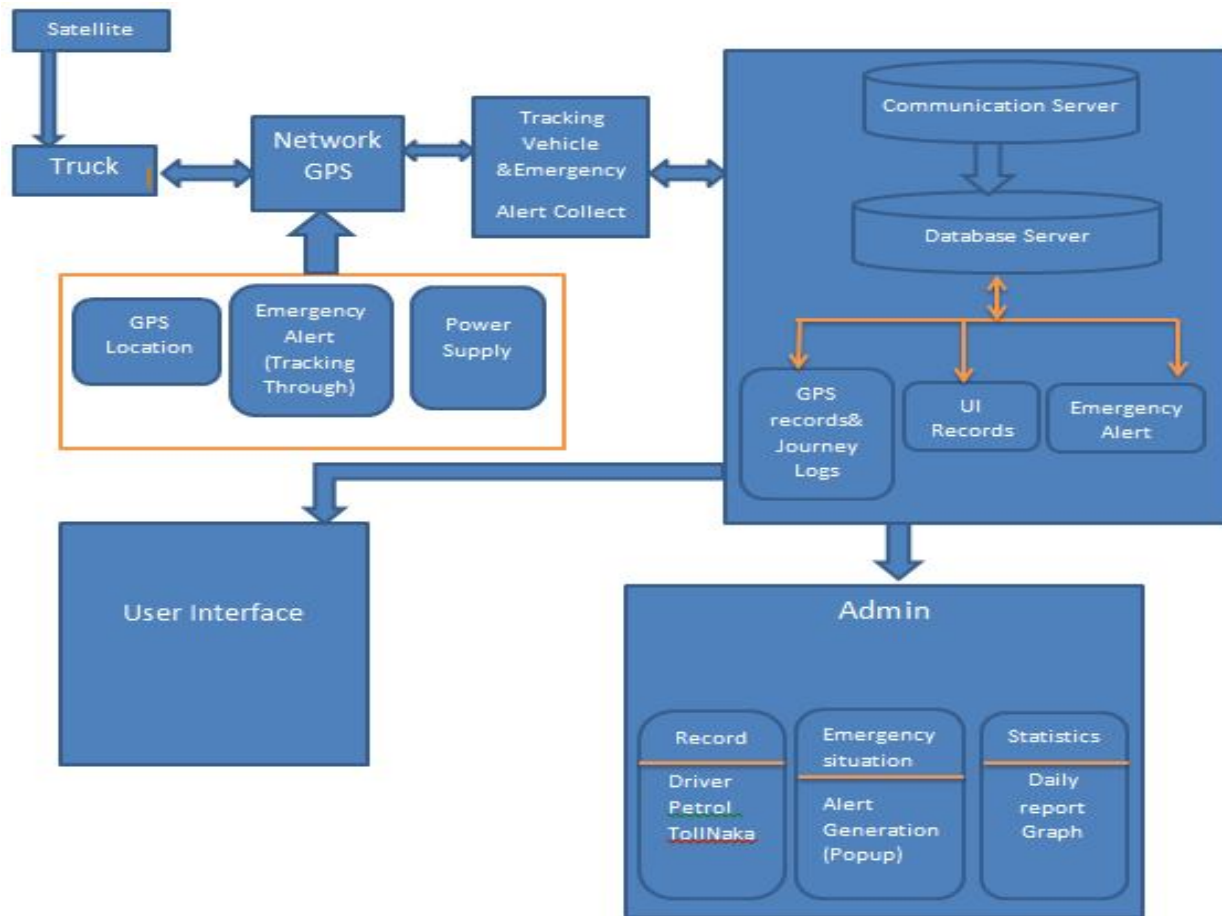 Satellite
Truck
Network
GPS
Tracking
Vehicle
&Emergency
Alert Collect
Communication Server
Database Server
GPS
records&
Journey
Logs
UI
Records
Emergency
Alert
GPS
Location
Emergency
Alert
(Tracking
Through)
Power
Supply
User Interface
Admin
Record
Driver
Petrol
TollNaka
Emergency
situation
Alert
Generation
(Popup)
Statistics
Daily
report
Graph